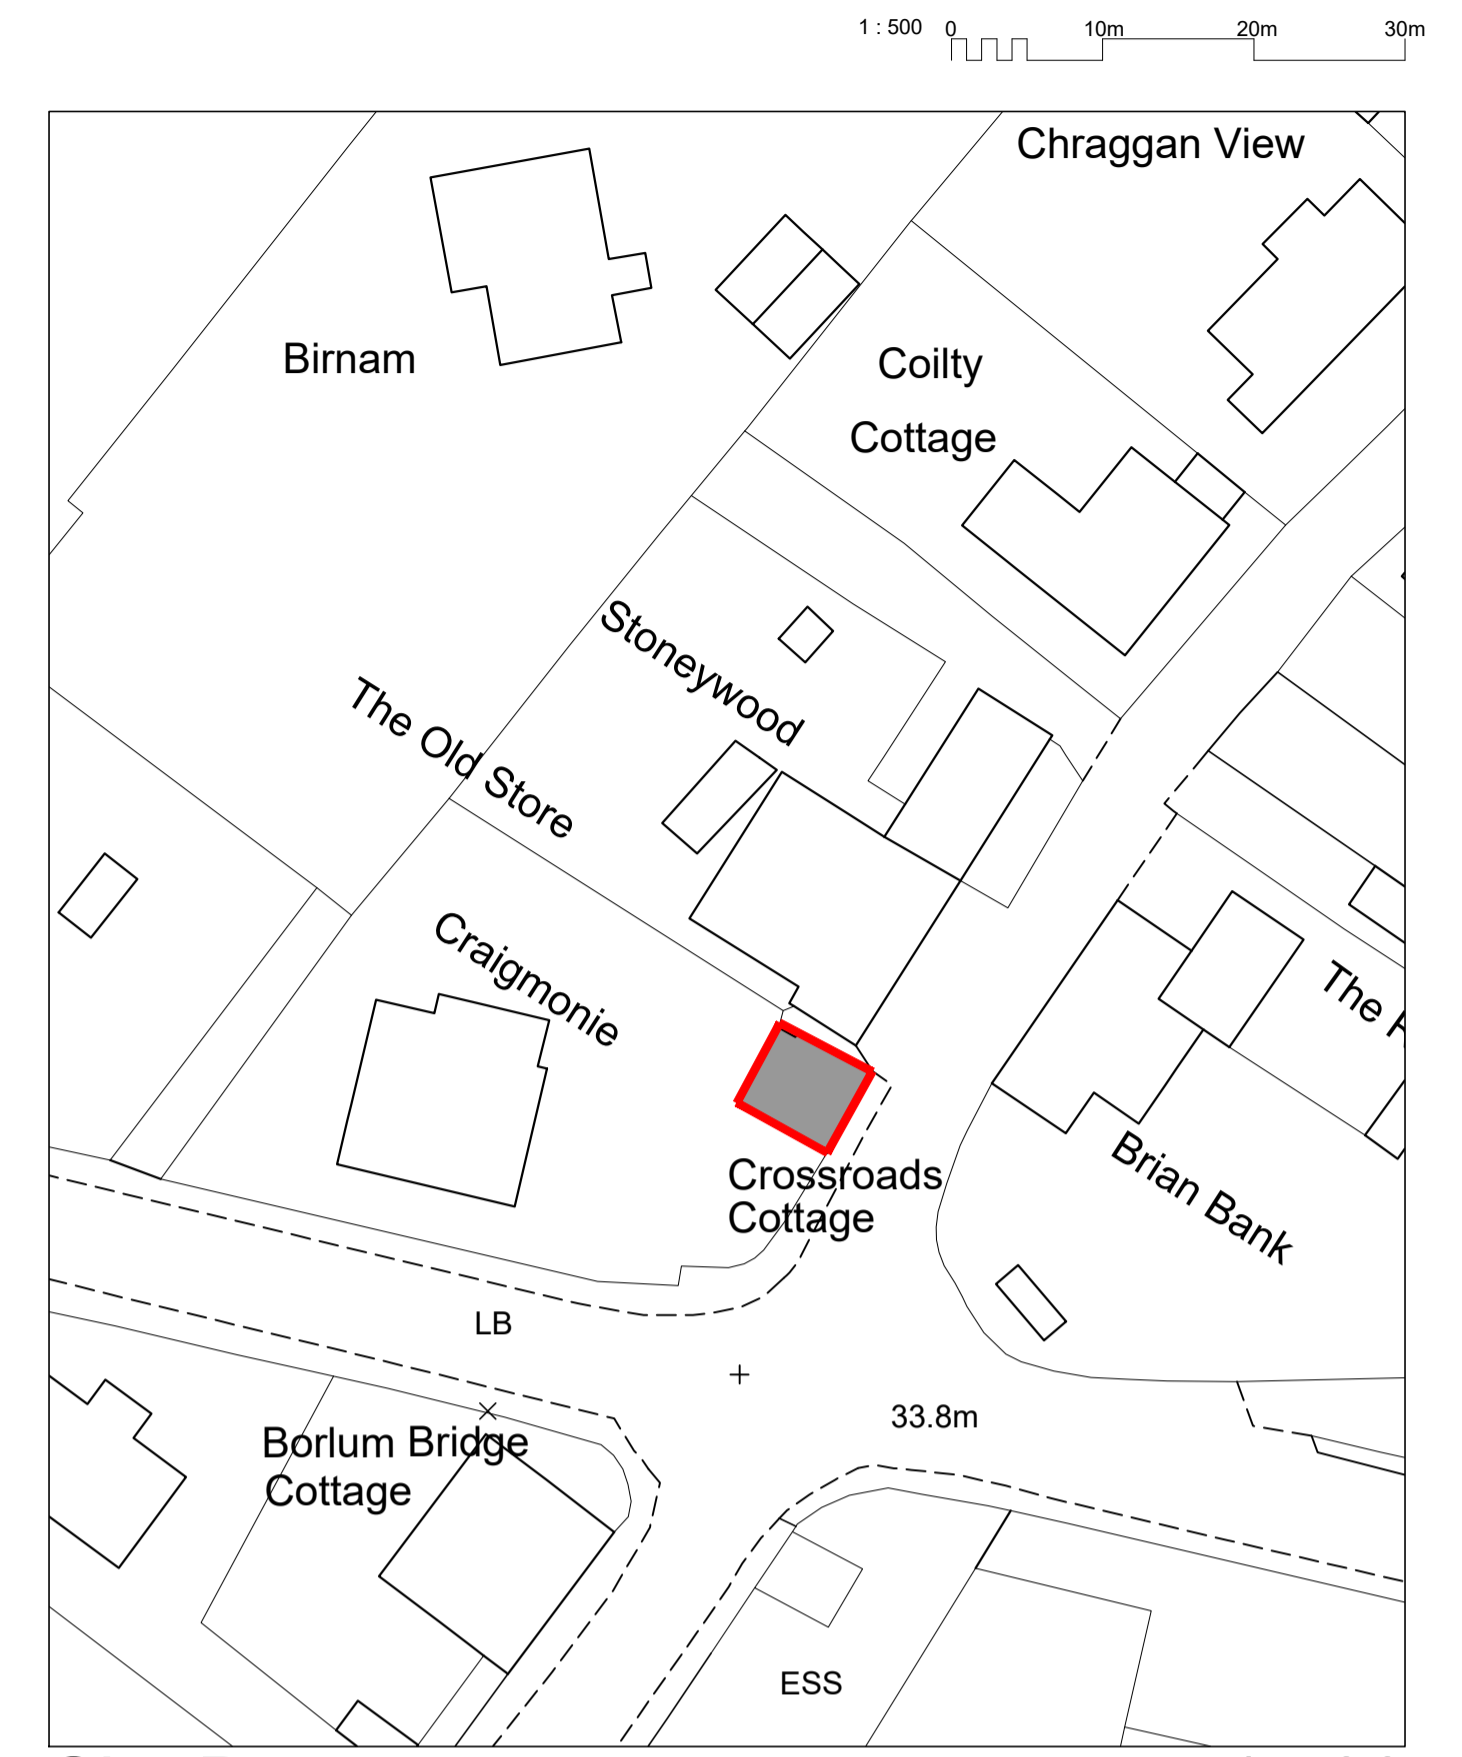 1 : 500 0 10m 20m 30m
Chraggan View
Birnam
Coilty
Cottage
Stoneywood
The Old Store
Craigmonie
The
Crossroads
Cottage
Brian Bank
LB
33.8m
Borlum Bridge
Cottage
ESS